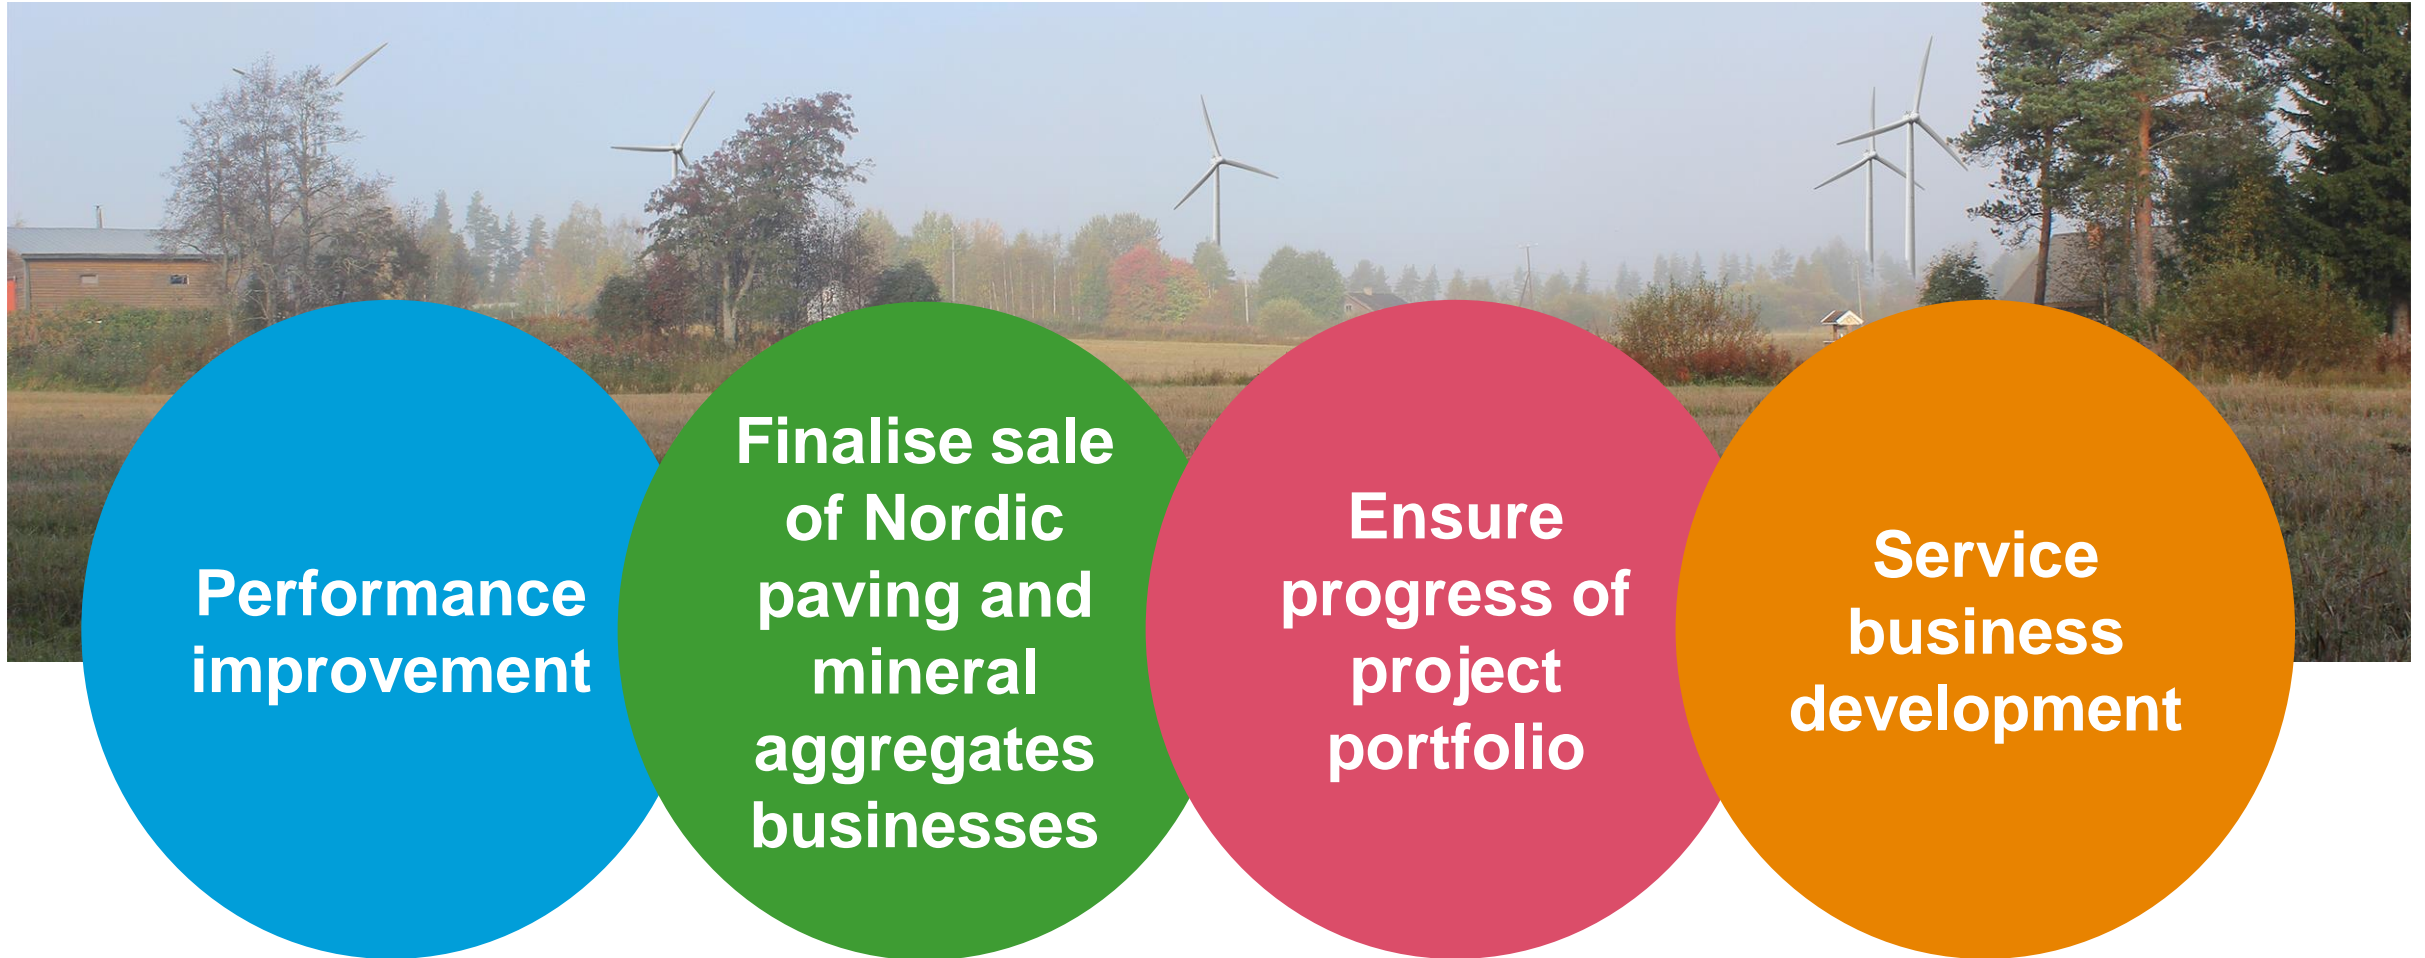 Performance
improvement
Finalise sale
of Nordic
paving and
mineral
aggregates
businesses
Ensure
progress of
project
portfolio
Service
business
development